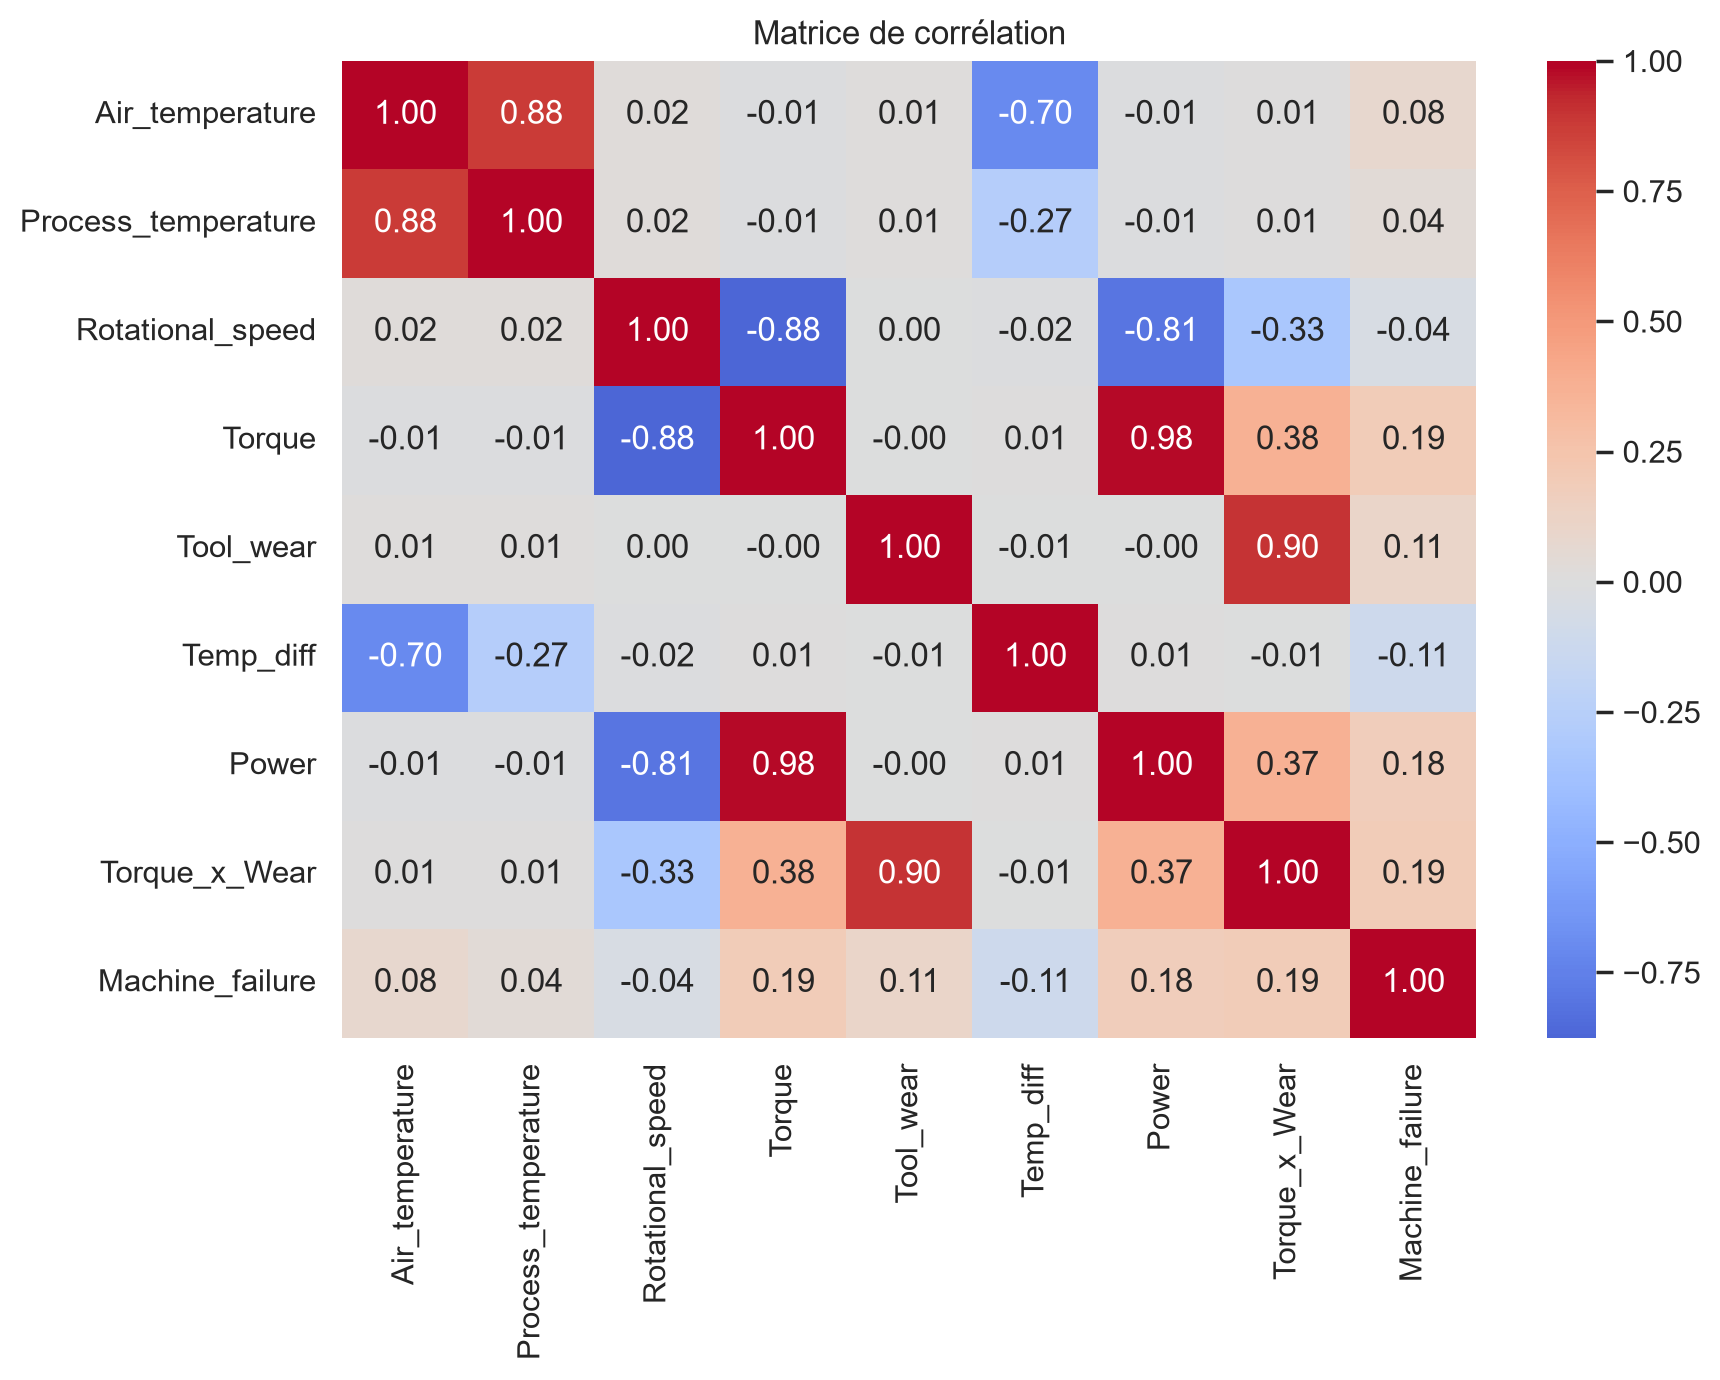 Matrice de corrélation
Air_temperature 1.00 0.88 0.02 -0.01 0.01 -0.70 -0.01 0.01 0.08
Process_temperature 0.88 1.00 0.02 -0.01 0.01 -0.27 -0.01 0.01 0.04
Rotational_speed 0.02 0.02 1.00 -0.88 0.00 -0.02 -0.81 -0.33 -0.04
Torque -0.01 -0.01 -0.88 1.00 -0.00 0.01 0.98 0.38 0.19
Tool_wear 0.01 0.01 0.00 -0.00 1.00 -0.01 -0.00 0.90 0.11
Temp_diff -0.70 -0.27 -0.02 0.01 -0.01 1.00 0.01 -0.01 -0.11
Power -0.01 -0.01 -0.81 0.98 -0.00 0.01 1.00 0.37 0.18
Torque_x_Wear 0.01 0.01 -0.33 0.38 0.90 -0.01 0.37 1.00 0.19
Machine_failure 0.08 0.04 -0.04 0.19 0.11 -0.11 0.18 0.19 1.00
Air_temperature
Process_temperature
Rotational_speed
Torque
Tool_wear
Temp_diff
Power
Torque_x_Wear
Machine_failure
1.00
0.75
0.50
0.25
0.00
−0.25
−0.50
−0.75